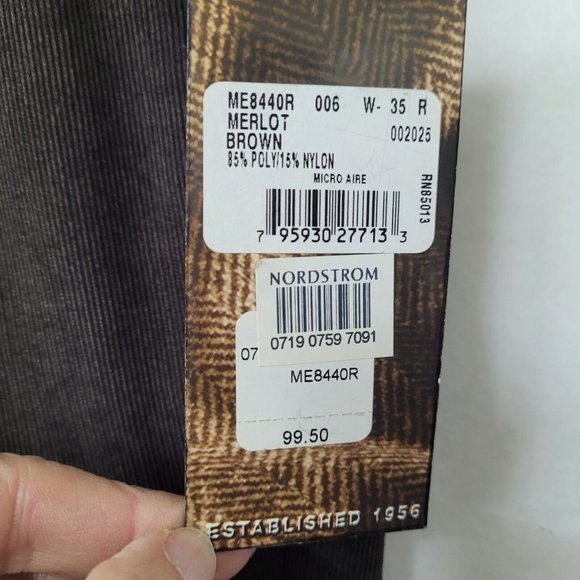 ME8440R 006 W- 35 R
MERLOT
BROWN 002025
85% POLY/15% NYLON
MICRO AIRE
RN85013
7 95930 27713 3
NORDSTROM
0719 0759 7091
07
ME8440R
99.50
ESTABLISHED 1956